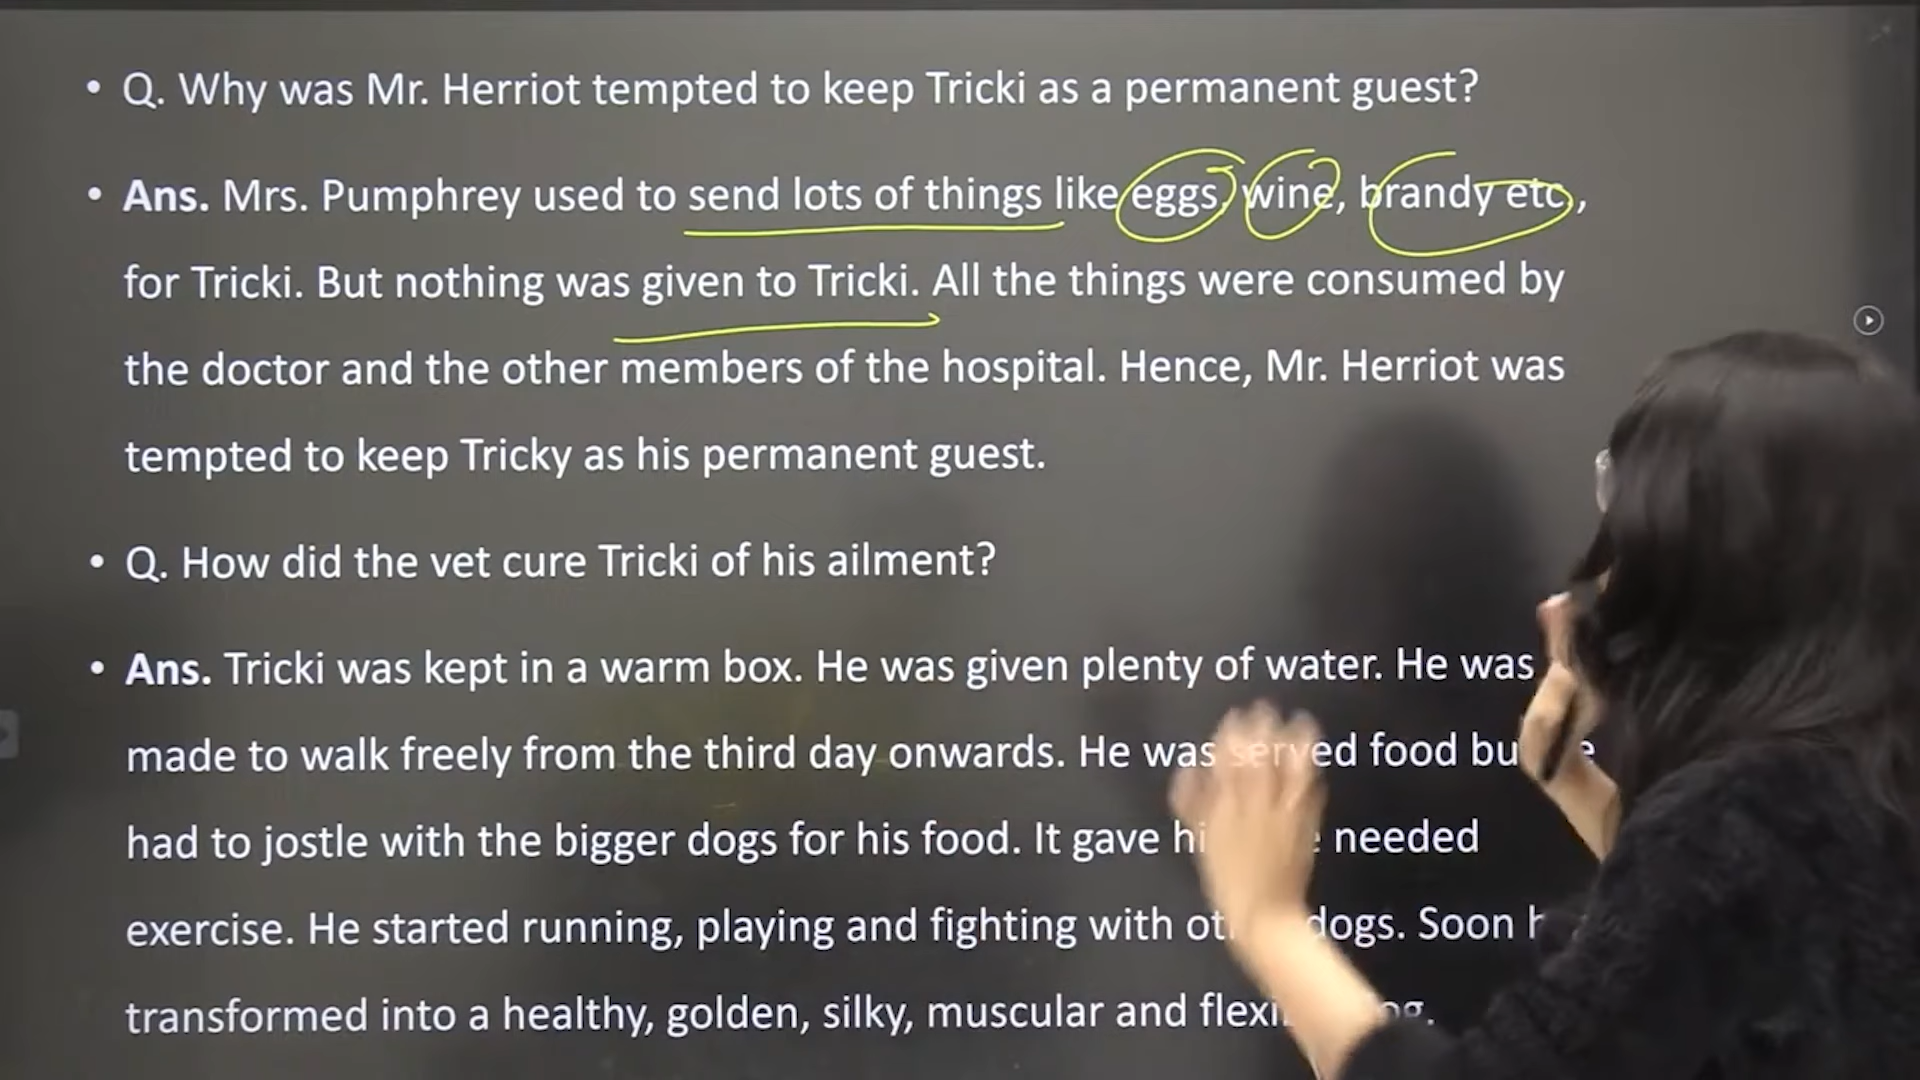 • Q. Why was Mr. Herriot tempted to keep Tricki as a permanent guest?
• Ans. Mrs. Pumphrey used to send lots of things like eggs, wine, brandy etc.,
for Tricki. But nothing was given to Tricki. All the things were consumed by
the doctor and the other members of the hospital. Hence, Mr. Herriot was
tempted to keep Tricky as his permanent guest.
• Q. How did the vet cure Tricki of his ailment?
• Ans. Tricki was kept in a warm box. He was given plenty of water. He was
made to walk freely from the third day onwards. He was served food
had to jostle with the bigger dogs for his food. It gave needed
exercise. He started running, playing and fighting with dogs. Soon
transformed into a healthy, golden, silky, muscular and